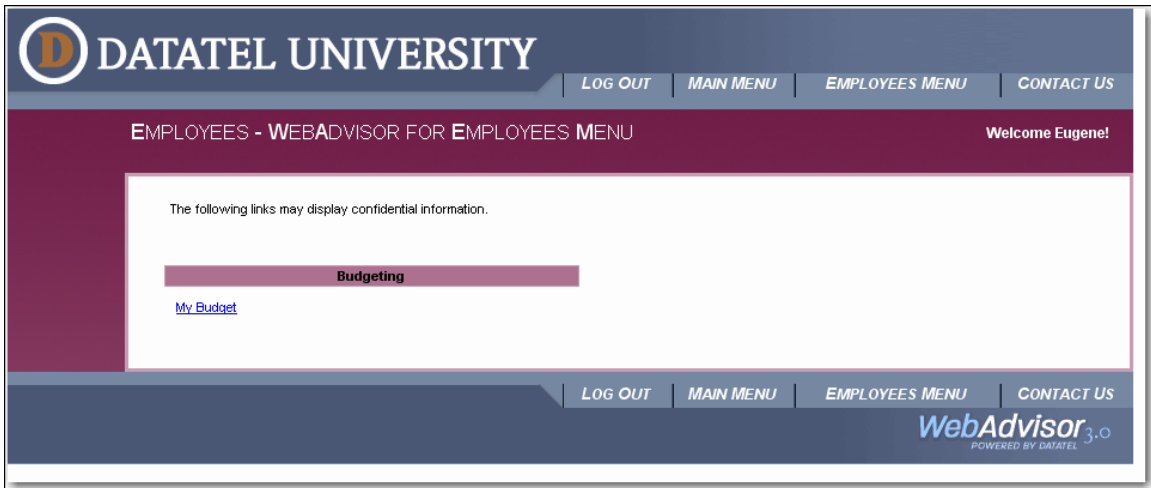 D DATATEL UNIVERSITY
LOG OUT MAIN MENU EMPLOYEES MENU CONTACT US
EMPLOYEES - WEBADVISOR FOR EMPLOYEES MENU Welcome Eugene!
The following links may display confidential information.
Budgeting
My Budget
LOG OUT MAIN MENU EMPLOYEES MENU CONTACT US
WebAdvisor 3.0
POWERED BY DATATEL